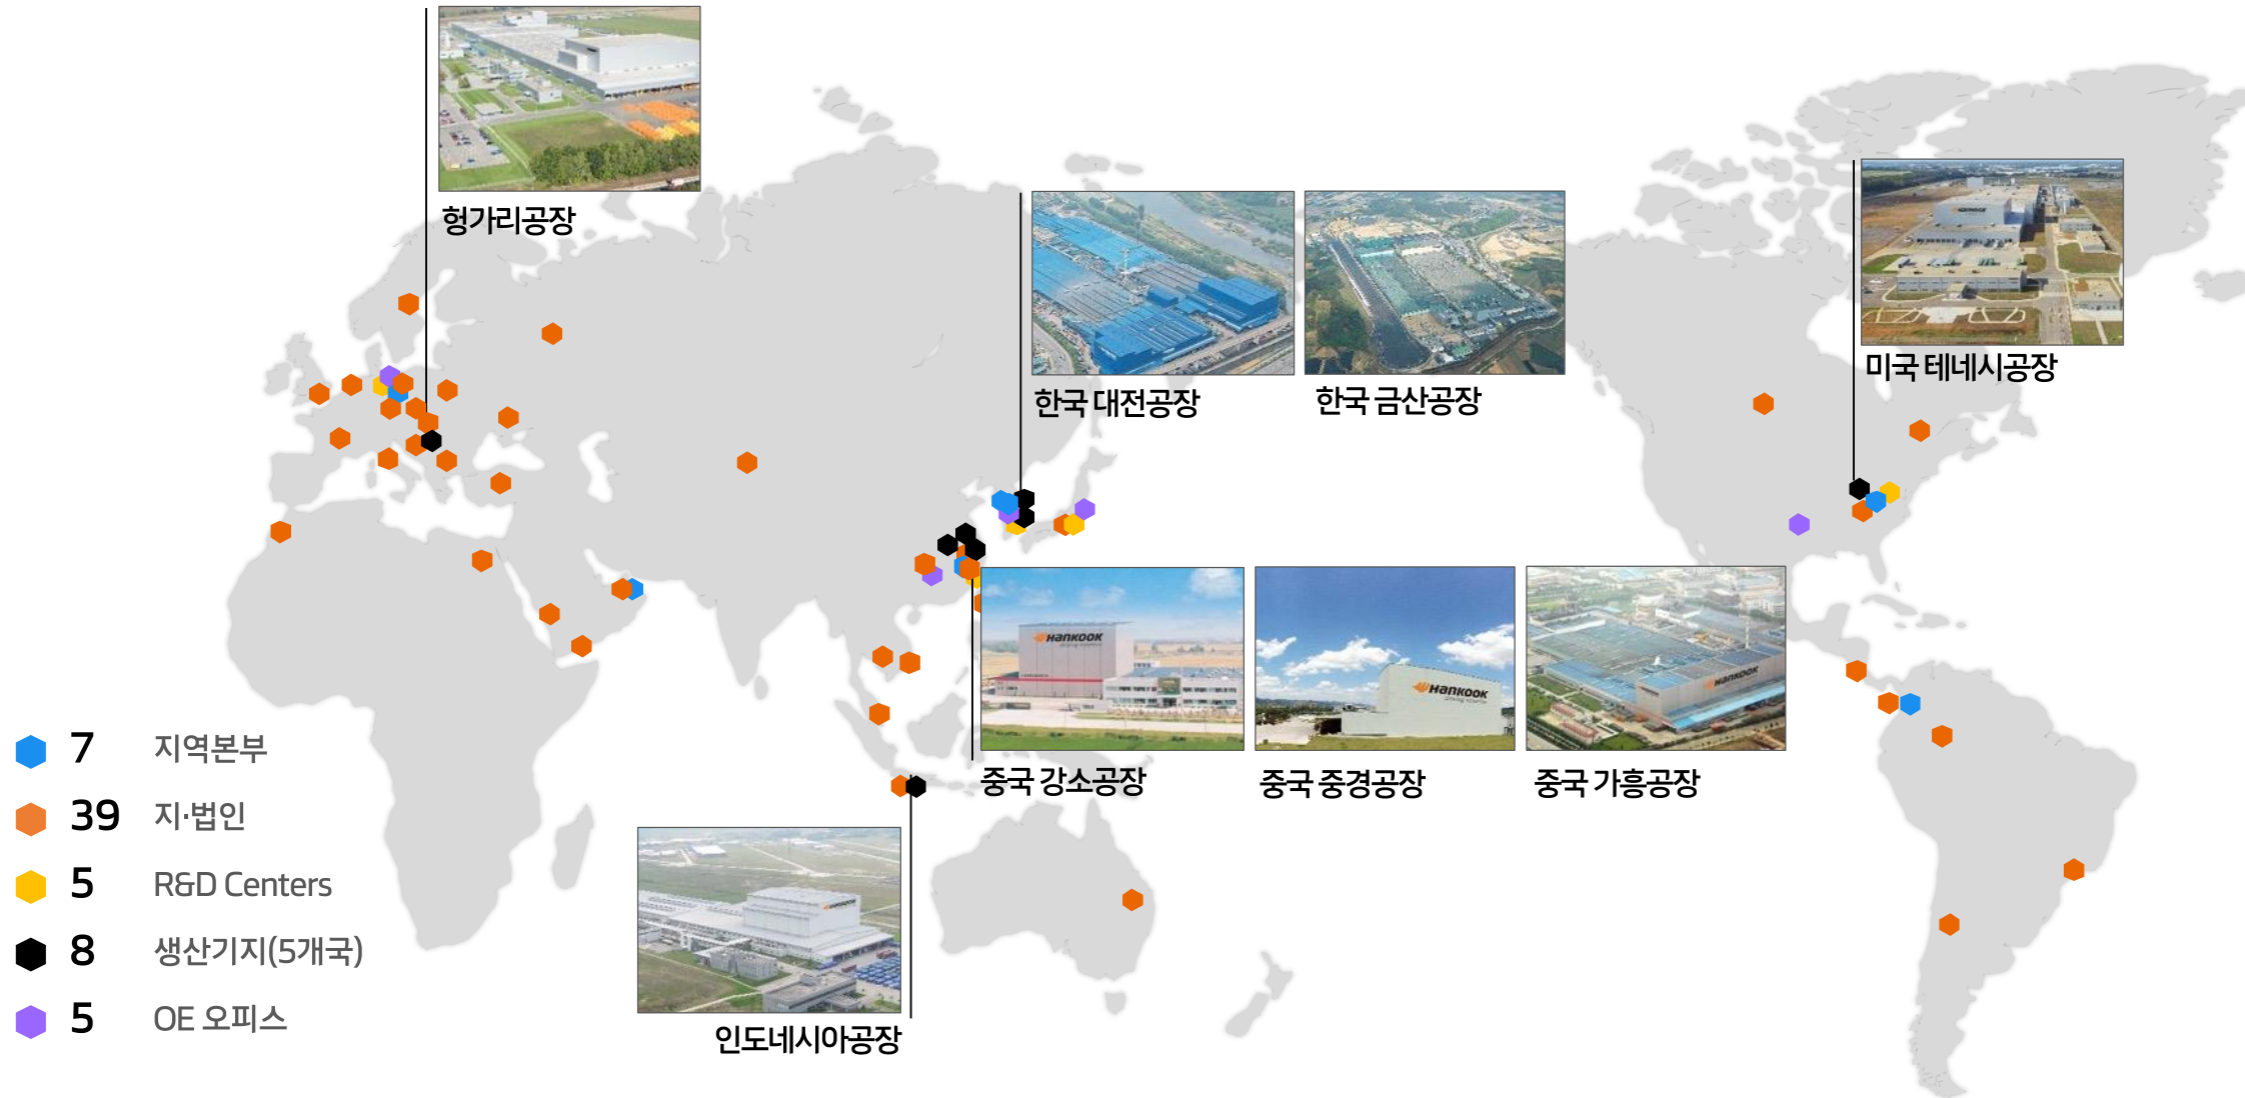 헝가리공장
한국 대전공장
한국 금산공장
미국 테네시공장
HANKOOK
HANKOOK
HANKOOK
중국 강소공장
중국 중경공장
중국 가흥공장
인도네시아공장
7 지역본부
39 지·법인
5 R&D Centers
8 생산기지(5개국)
5 OE 오피스